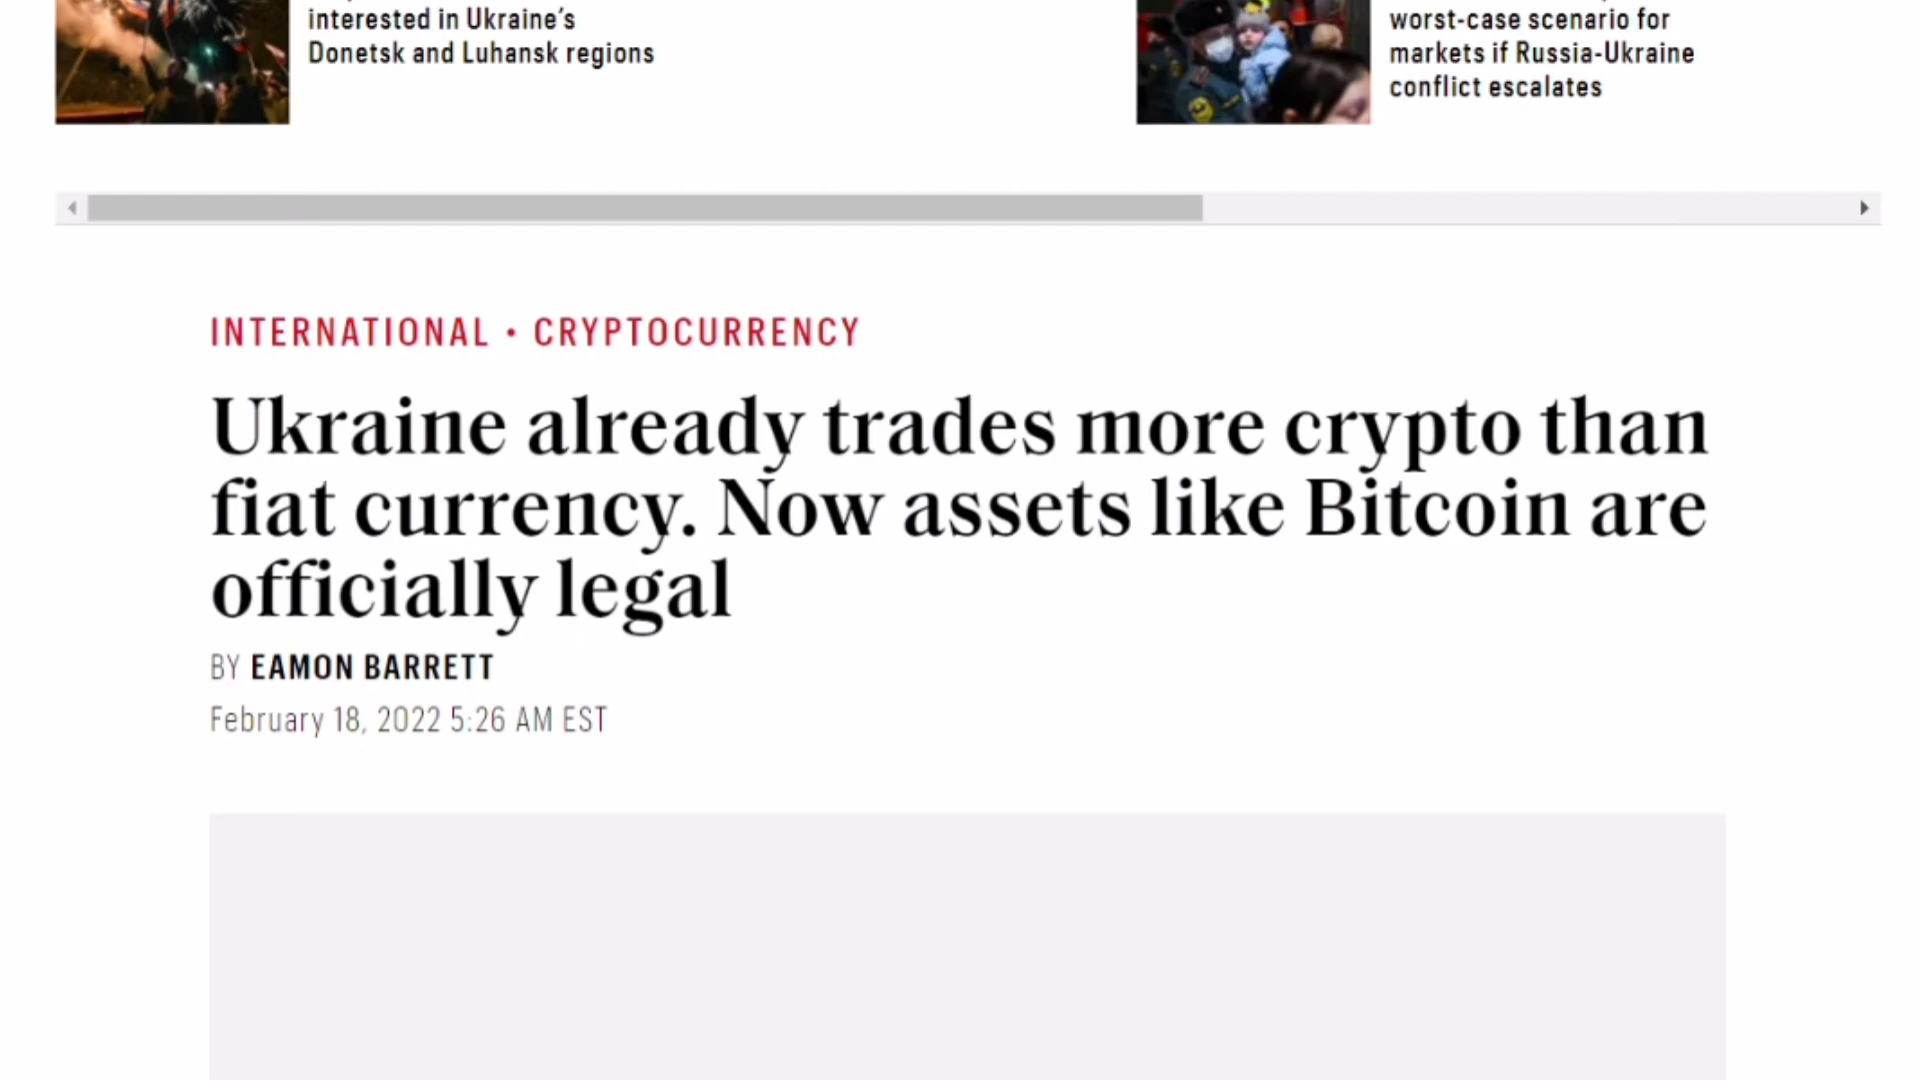 interested in Ukraine's
Donetsk and Luhansk regions
worst-case scenario for
markets if Russia-Ukraine
conflict escalates
INTERNATIONAL • CRYPTOCURRENCY
Ukraine already trades more crypto than
fiat currency. Now assets like Bitcoin are
officially legal
BY EAMON BARRETT
February 18, 2022 5:26 AM EST